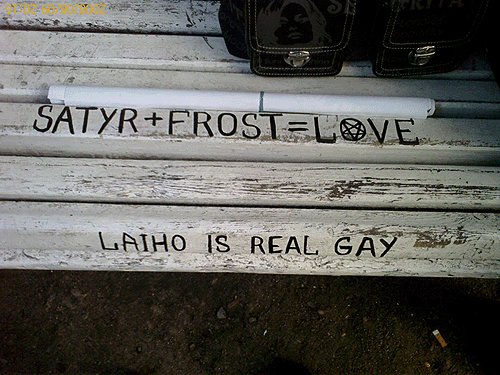 SATYR+FROST=LOVE
LAIHO IS REAL GAY